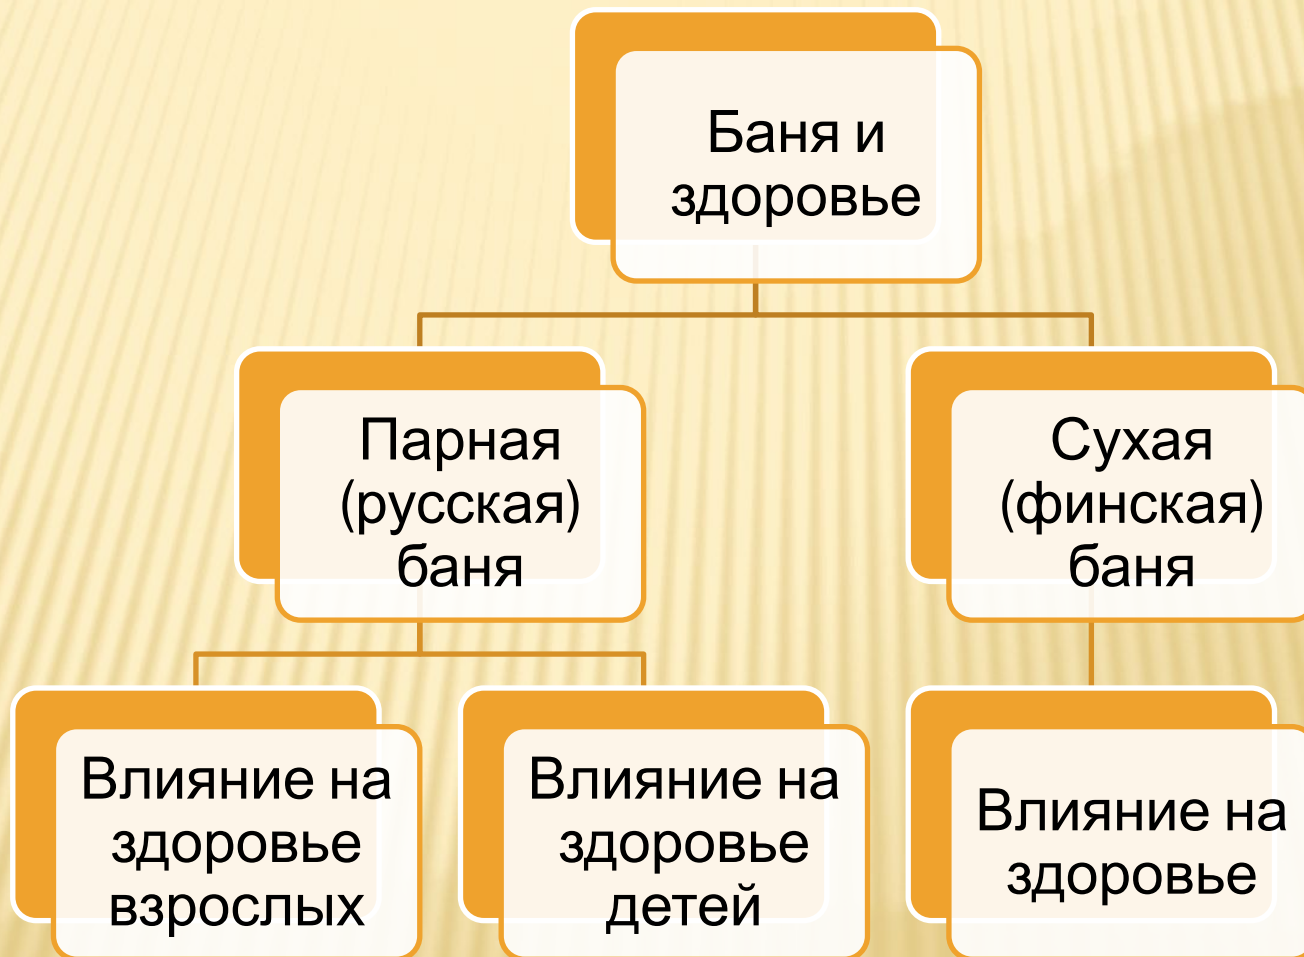 Баня и
здоровье
Парная
(русская)
баня
Сухая
(финская)
баня
Влияние на
здоровье
взрослых
Влияние на
здоровье
детей
Влияние на
здоровье